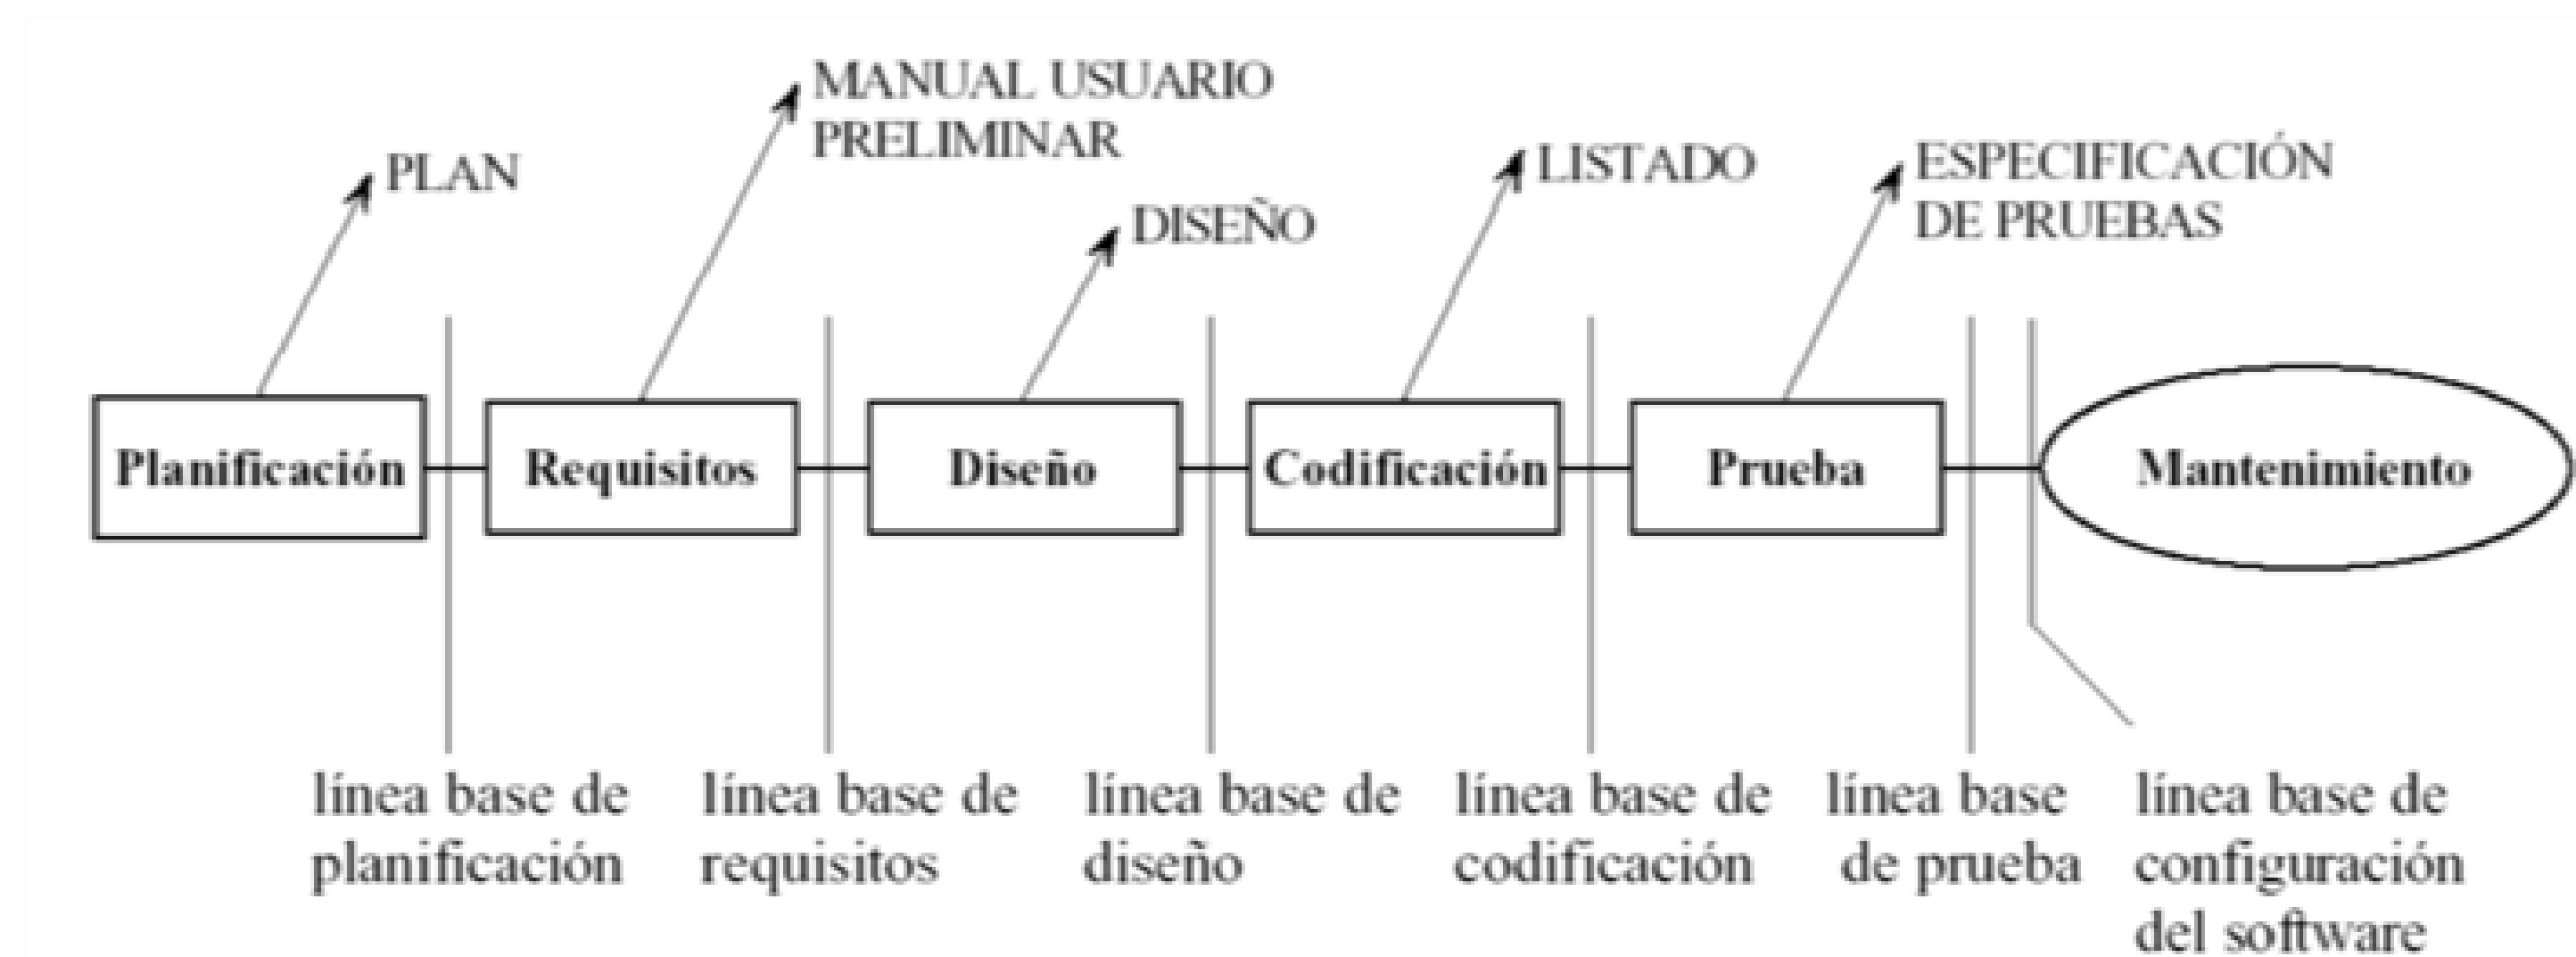 MANUAL USUARIO
PRELIMINAR
PLAN
DISEÑO
LISTADO
ESPECIFICACIÓN
DE PRUEBAS
Planificación
Requisitos
Diseño
Codificación
Prueba
Mantenimiento
línea base de
planificación
línea base de
requisitos
línea base de
diseño
línea base de
codificación
línea base
de prueba
línea base de
configuración
del software